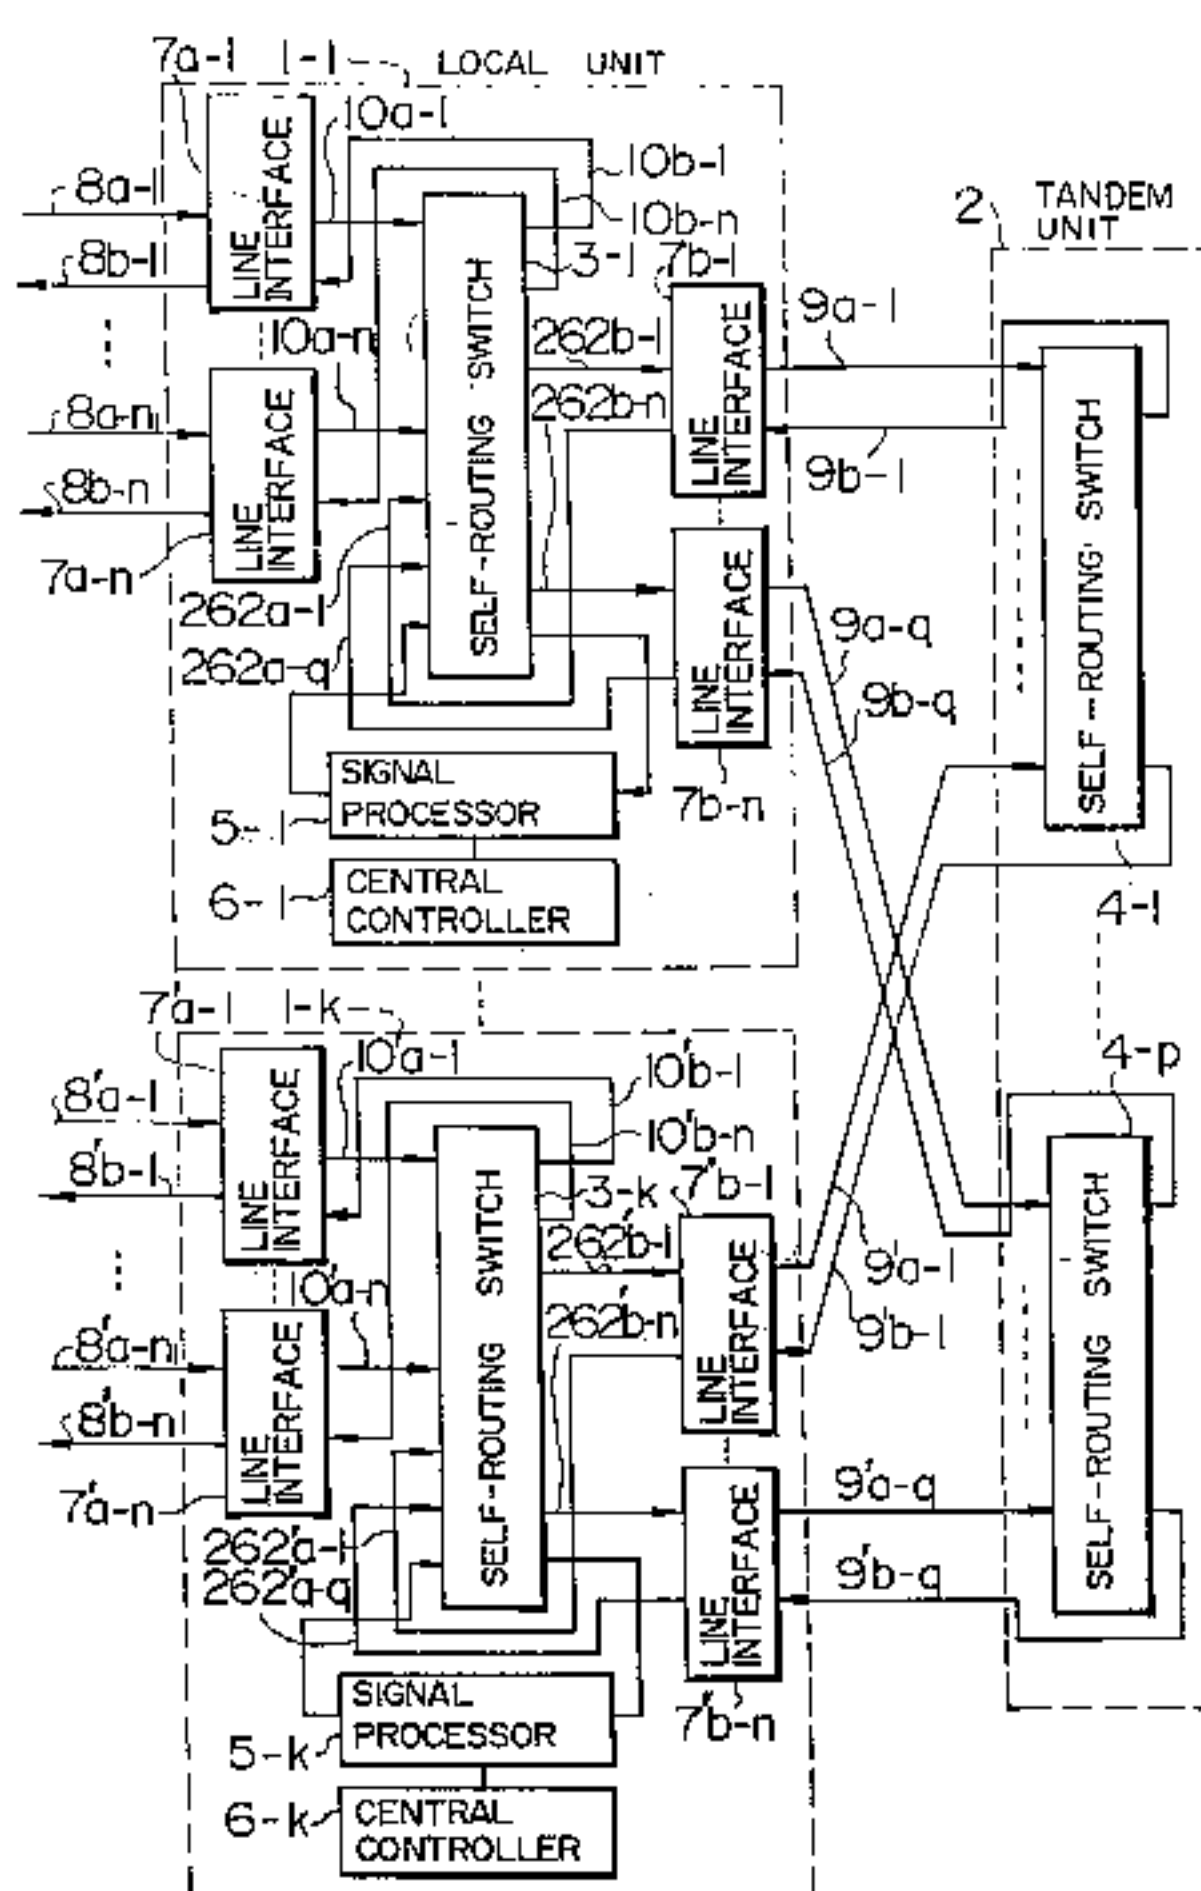 7a-1
1-1
LOCAL UNIT
10a-1
LINE
INTERFACE
10b-1
8a-1
10b-n
2
TANDEM
UNIT
8b-1
3-1
7b-1
SELF-ROUTING SWITCH
10a-n
262b-1
9a-1
LINE
INTERFACE
262b-n
LINE
INTERFACE
8a-n
8b-n
9b-1
SELF-ROUTING SWITCH
7a-n
262a-1
LINE
INTERFACE
9a-q
262a-q
9b-q
SIGNAL
PROCESSOR
7b-n
5-1
CENTRAL
CONTROLLER
6-1
4-1
7'a-1
1-k
10'a-1
10'b-1
4-p
8'a-1
LINE
INTERFACE
10'b-n
8'b-1
3-k
7'b-1
SELF-ROUTING SWITCH
262'b-1
9'a-1
10'a-n
262'b-n
LINE
INTERFACE
9'b-1
8'a-n
LINE
INTERFACE
SELF-ROUTING SWITCH
8'b-n
7'a-n
9'a-q
262'a-1
LINE
INTERFACE
262'a-q
9'b-q
SIGNAL
PROCESSOR
7'b-n
5-k
CENTRAL
CONTROLLER
6-k